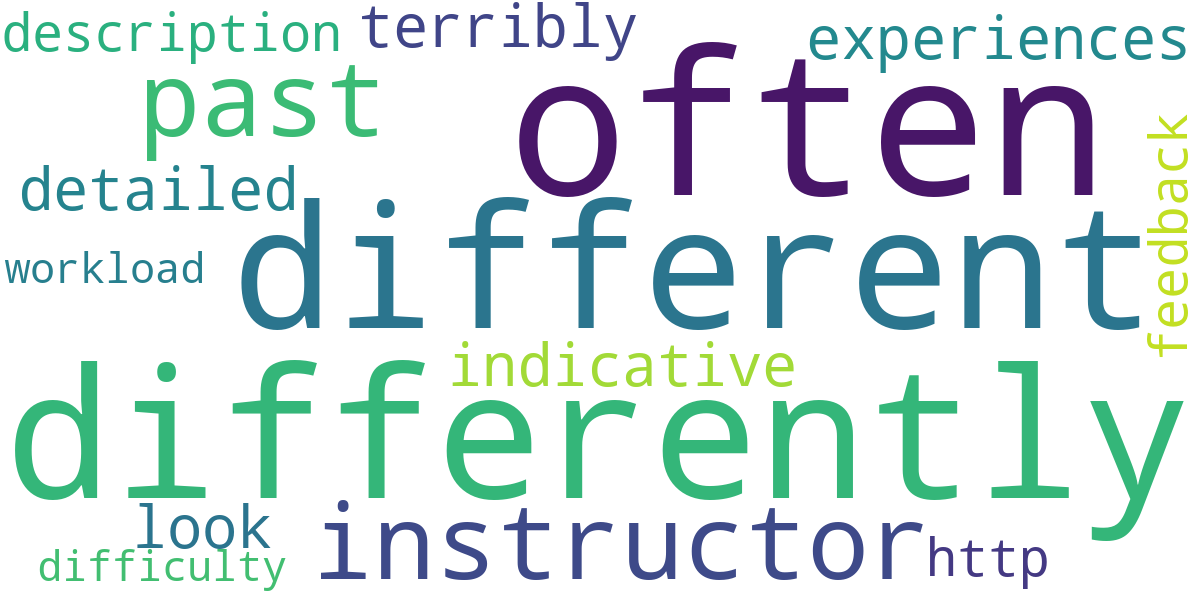 description terribly experiences
past often
detailed feedback
workload different
indicative
differently
look instructor
difficulty http